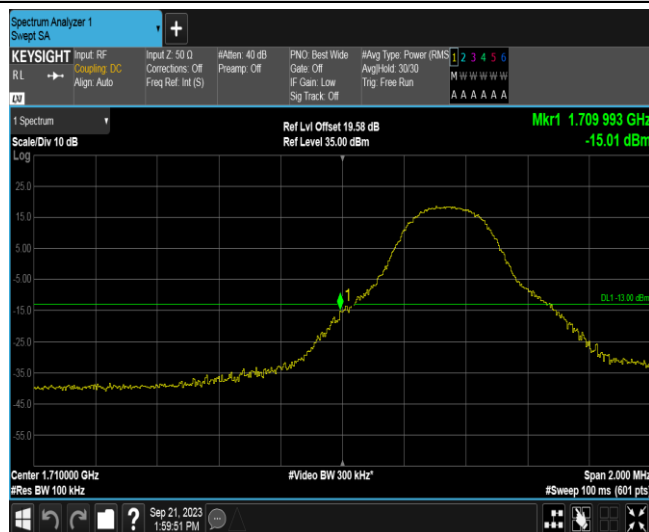 Spectrum Analyzer 1
Swept SA
+
KEYSIGHT
RL
LXI
Input: RF
Coupling: DC
Align: Auto
Input Z: 50 Ω
Corrections: Off
Freq Ref: Int (S)
#Atten: 40 dB
Preamp: Off
PNO: Best Wide
Gate: Off
IF Gain: Low
Sig Track: Off
#Avg Type: Power (RMS
Avg|Hold: 30/30
Trig: Free Run
1 2 3 4 5 6
M W W W W W
A A A A A A
1 Spectrum
Scale/Div 10 dB
Log
Ref Lvl Offset 19.58 dB
Ref Level 35.00 dBm
Mkr1 1.709 993 GHz
-15.01 dBm
25.0
15.0
5.00
-5.00
-15.0
-25.0
-35.0
-45.0
-55.0
1
DL1 -13.00 dBm
Center 1.710000 GHz
#Res BW 100 kHz
#Video BW 300 kHz*
Span 2.000 MHz
#Sweep 100 ms (601 pts)
?
Sep 21, 2023
1:59:51 PM